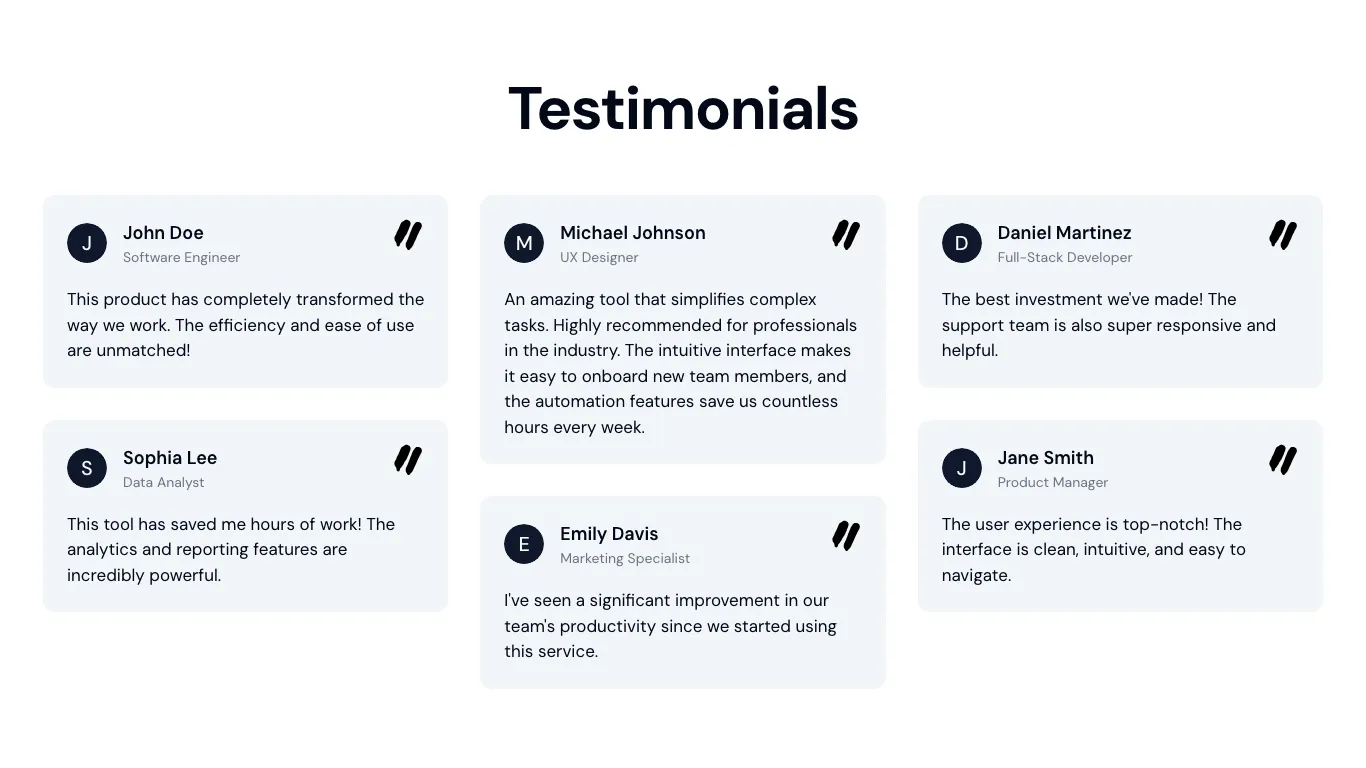 Testimonials
J
John Doe
Software Engineer
This product has completely transformed the
way we work. The efficiency and ease of use
are unmatched!
S
Sophia Lee
Data Analyst
This tool has saved me hours of work! The
analytics and reporting features are
incredibly powerful.
M
Michael Johnson
UX Designer
An amazing tool that simplifies complex
tasks. Highly recommended for professionals
in the industry. The intuitive interface makes
it easy to onboard new team members, and
the automation features save us countless
hours every week.
E
Emily Davis
Marketing Specialist
I've seen a significant improvement in our
team's productivity since we started using
this service.
D
Daniel Martinez
Full-Stack Developer
The best investment we've made! The
support team is also super responsive and
helpful.
J
Jane Smith
Product Manager
The user experience is top-notch! The
interface is clean, intuitive, and easy to
navigate.